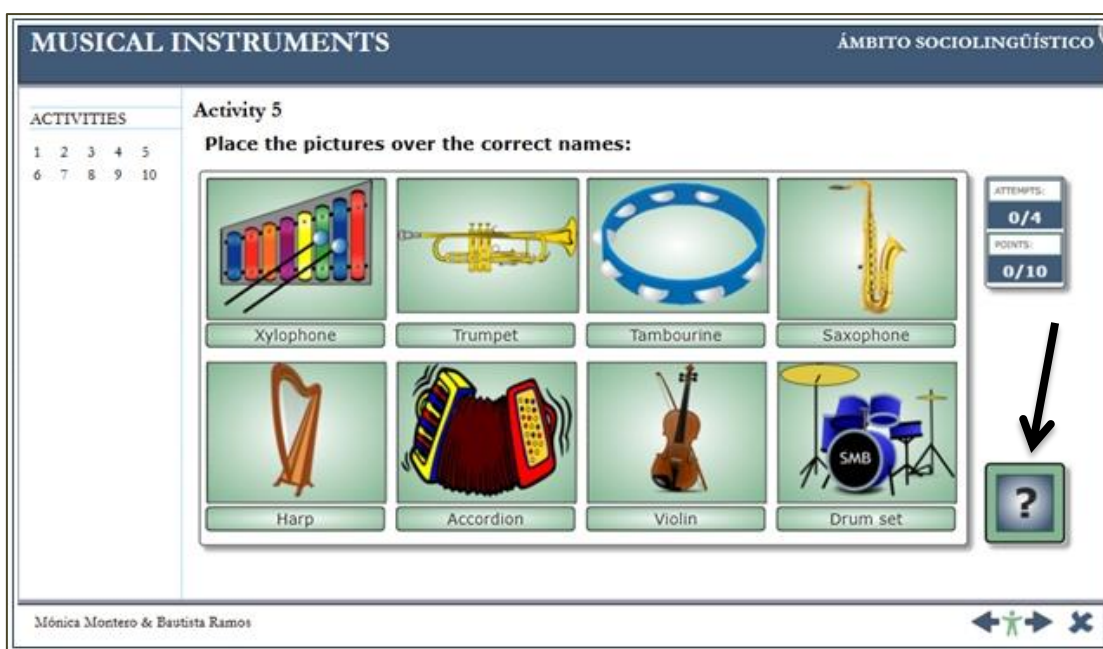 MUSICAL INSTRUMENTS
ÁMBITO SOCIOLINGÜÍSTICO
ACTIVITIES
1 2 3 4 5
6 7 8 9 10
Activity 5
Place the pictures over the correct names:
Xylophone Trumpet Tambourine Saxophone
SMB
Harp Accordion Violin Drum set
ATTEMPTS:
0/4
POINTS:
0/10
?
Mónica Montero & Bautista Ramos